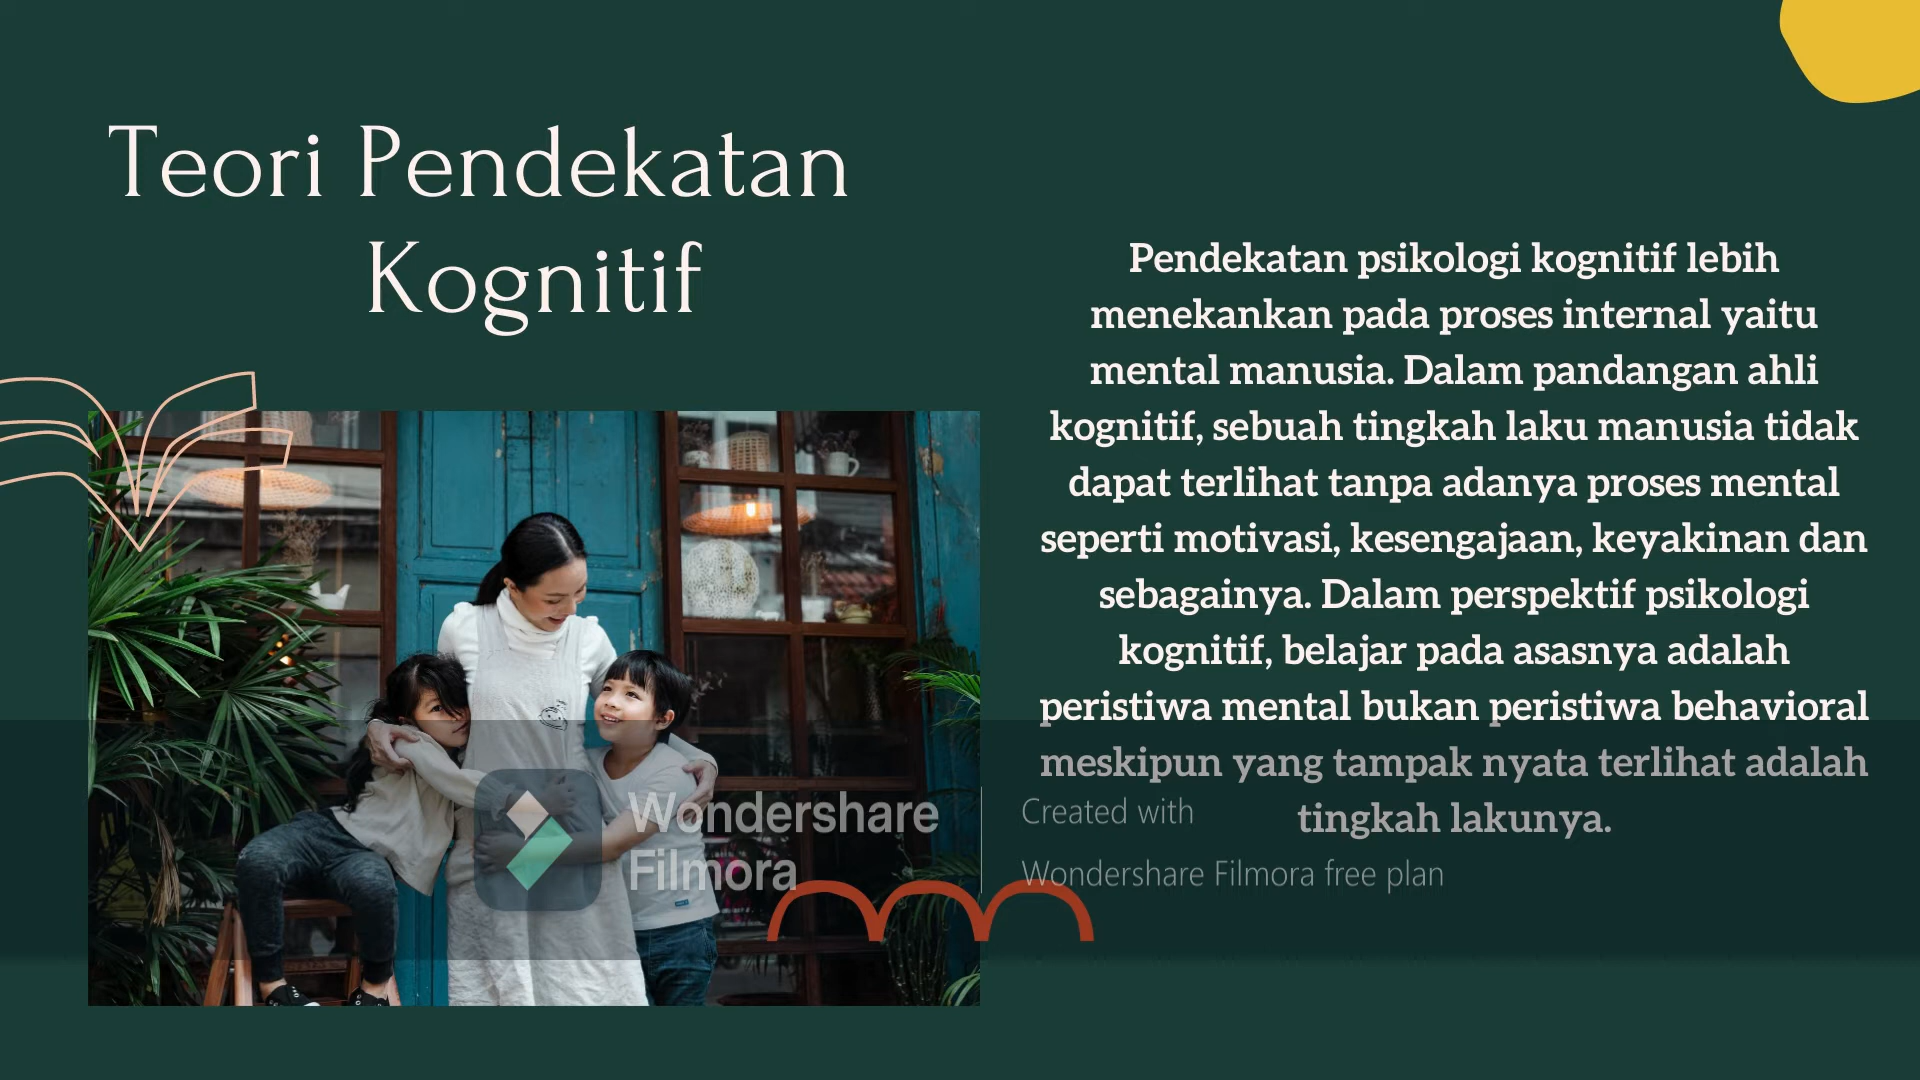 Teori Pendekatan
Kognitif
Pendekatan psikologi kognitif lebih
menekankan pada proses internal yaitu
mental manusia. Dalam pandangan ahli
kognitif, sebuah tingkah laku manusia tidak
dapat terlihat tanpa adanya proses mental
seperti motivasi, kesengajaan, keyakinan dan
sebagainya. Dalam perspektif psikologi
kognitif, belajar pada asasnya adalah
peristiwa mental bukan peristiwa behavioral
meskipun yang tampak nyata terlihat adalah
tingkah lakunya.
Wondershare
Filmora
Created with
Wondershare Filmora free plan